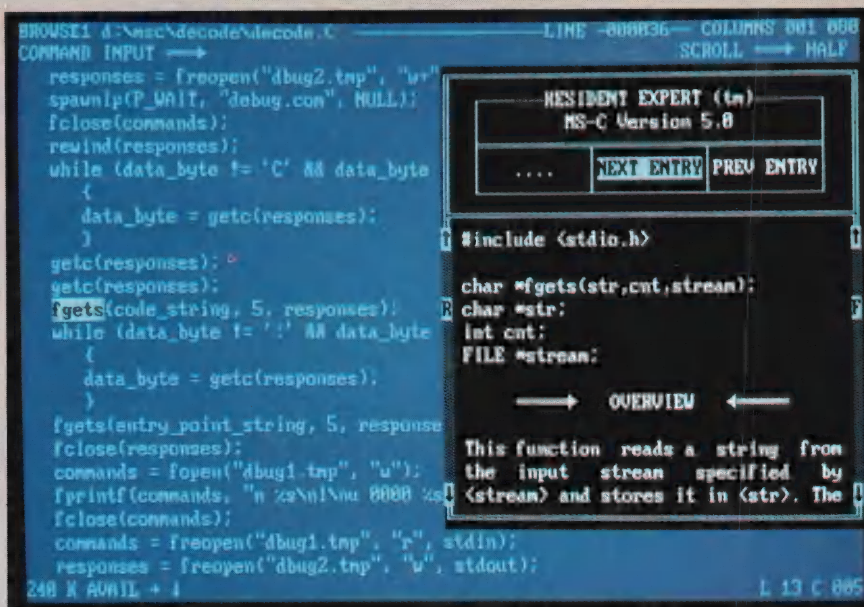 BROWSE1 d:\msc\decode\decode.C LINE -000036- COLUMNS 001 080
COMMAND INPUT SCROLL HALF
responses = freopen("dbug2.tmp", "w+"
spawnlp(P_WAIT, "debug.com", NULL);
fclose(commands);
rewind(responses);
while (data_byte != 'C' && data_byte
{
data_byte = getc(responses);
}
getc(responses);
getc(responses);
fgets(code_string, 5, responses);
while (data_byte != ':' && data_byte
{
data_byte = getc(responses);
}
fgets(entry_point_string, 5, response
fclose(responses);
commands = fopen("dbug1.tmp", "w");
fprintf(commands, "n %s\nl\nu 0000 %s
fclose(commands);
commands = freopen("dbug1.tmp", "r", stdin);
responses = freopen("dbug2.tmp", "w", stdout);
240 K AVAIL + ↓ L 13 C 005
RESIDENT EXPERT (tm)
MS-C Version 5.0
.... NEXT ENTRY PREV ENTRY
#include <stdio.h>
char *fgets(str,cnt,stream);
R char *str; F
int cnt;
FILE *stream;
OVERVIEW
This function reads a string from
the input stream specified by
<stream> and stores it in <str>. The